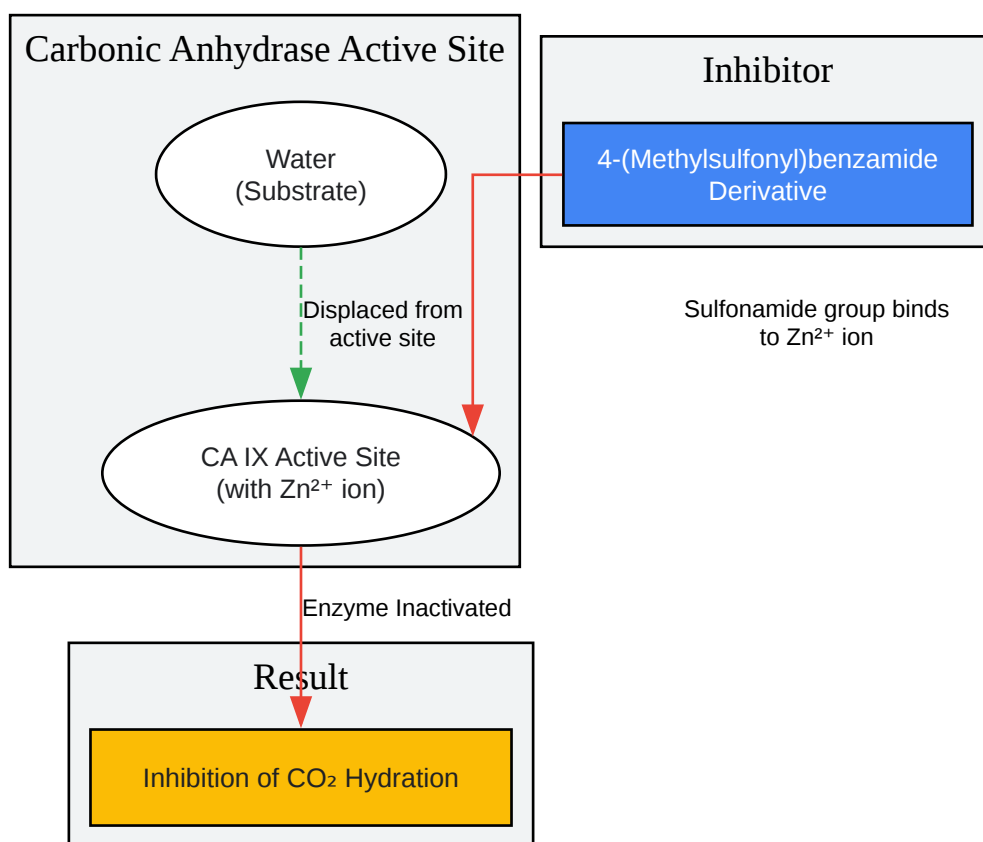 Carbonic Anhydrase Active Site
Water
(Substrate)
Displaced from
active site
CA IX Active Site
(with Zn²⁺ ion)
Inhibitor
4-(Methylsulfonyl)benzamide
Derivative
Sulfonamide group binds
to Zn²⁺ ion
Enzyme Inactivated
Result
Inhibition of CO₂ Hydration